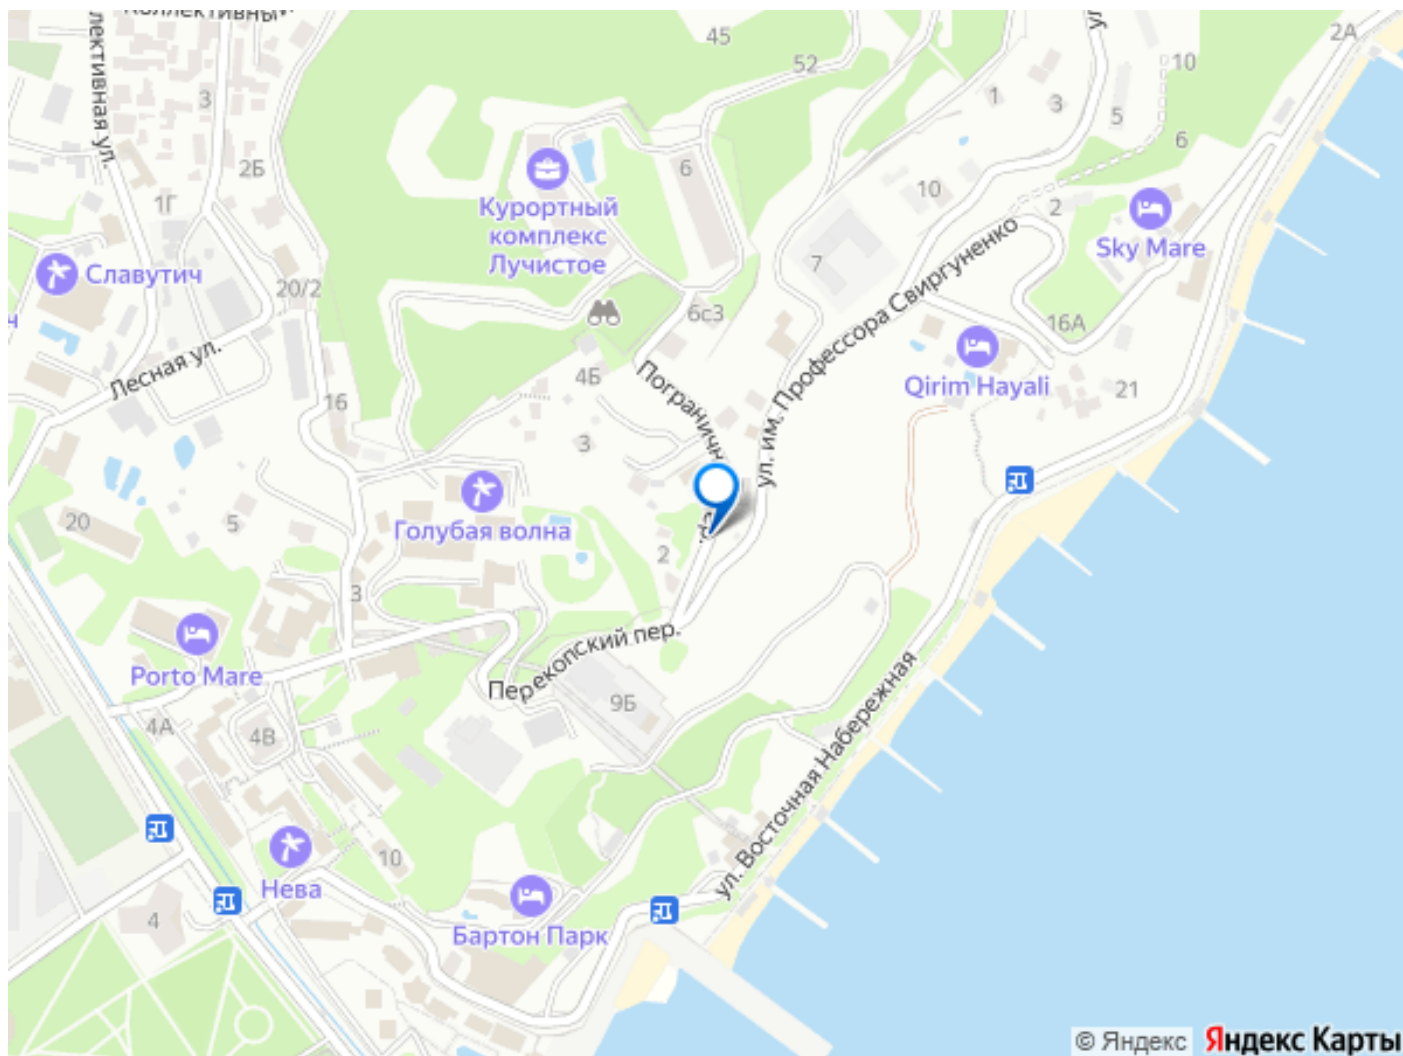 Коллективный
лективная ул.
45
52
2А
10
3
1
3
5
6
2Б
6
1Г
10
2
Курортный
комплекс
Лучистое
Sky Mare
Славутич
7
20/2
ч
6с3
16А
Лесная ул.
ул. им. Профессора Свиргуненко
Qirim Hayali
4Б
Пограничн
21
16
3
20
5
Голубая волна
2
3
Перекопский пер.
Porto Mare
9Б
4А
4В
ул. Восточная Набережная
10
Нева
4
Бартон Парк
© Яндекс Яндекс Карты